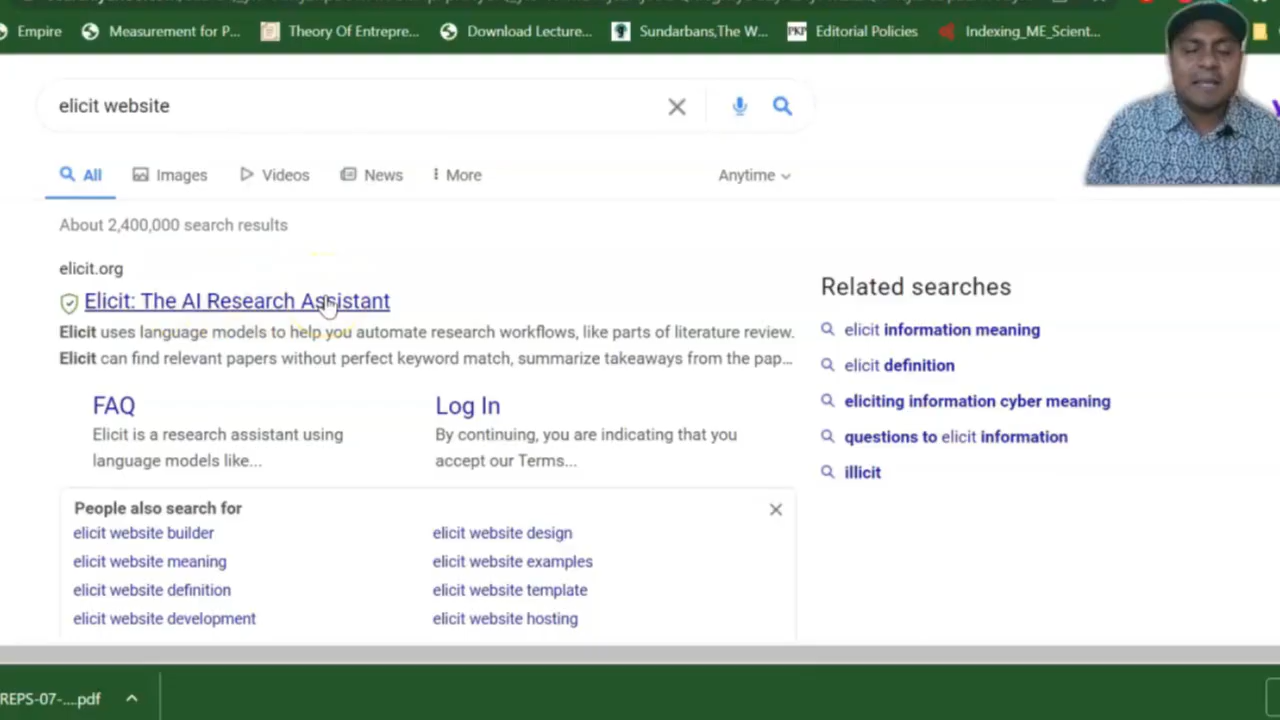 Empire
Measurement for P...
Theory Of Entrepre...
Download Lecture...
Sundarbans,The W...
PKP
Editorial Policies
Indexing_ME_Scient...
elicit website
All
Images
Videos
News
More
Anytime
About 2,400,000 search results
elicit.org
Elicit: The AI Research Assistant
Elicit uses language models to help you automate research workflows, like parts of literature review.
Elicit can find relevant papers without perfect keyword match, summarize takeaways from the pap...
FAQ
Elicit is a research assistant using
language models like...
Log In
By continuing, you are indicating that you
accept our Terms...
People also search for
elicit website builder
elicit website meaning
elicit website definition
elicit website development
elicit website design
elicit website examples
elicit website template
elicit website hosting
Related searches
elicit information meaning
elicit definition
eliciting information cyber meaning
questions to elicit information
illicit
REPS-07-....pdf